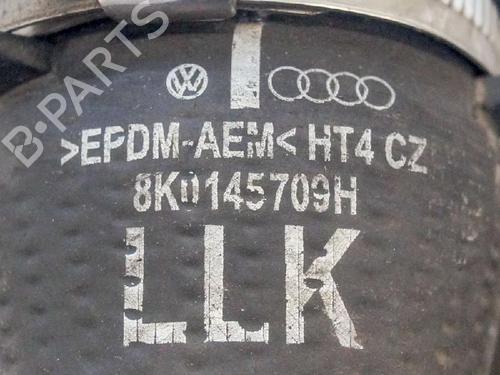 B-PARTS
>EPDM-AEM< HT4 CZ
8K0145709H
LLK